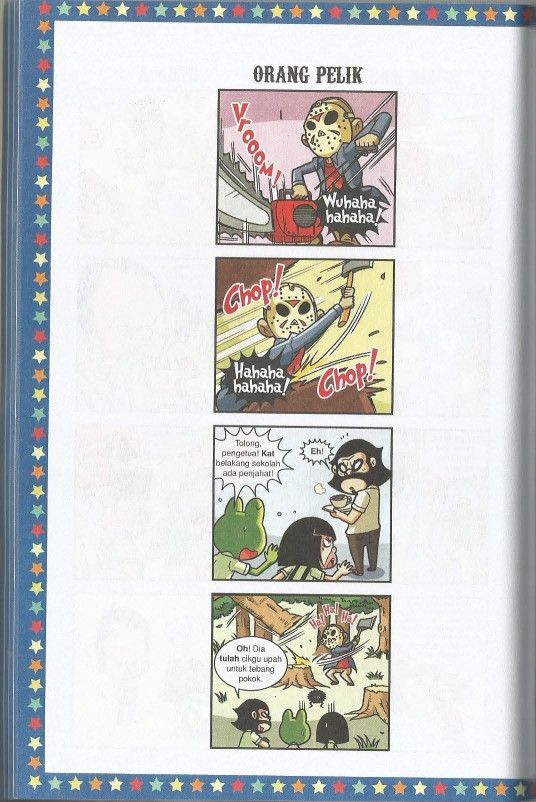 ORANG PELIK
VROOOM!
Wuhaha
hahaha!
Chop!
Hahaha
hahaha!
Chop!
Tolong,
pengetua! Kat
belakang sekolah
ada penjahat!
Eh!
Ha! Ha! Ha!
Oh! Dia
tulah cikgu upah
untuk tebang
pokok.